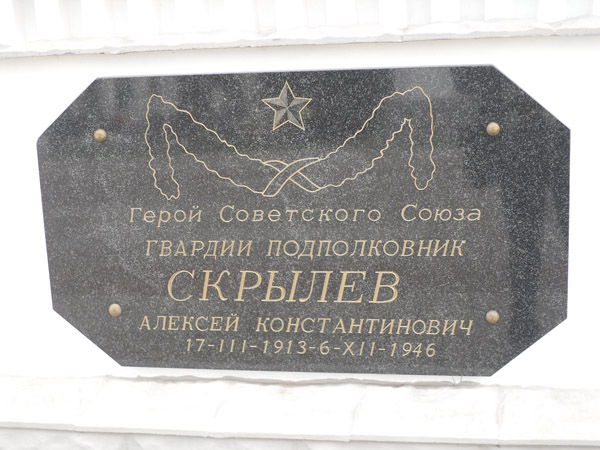 Герой Советского Союза
ГВАРДИИ ПОДПОЛКОВНИК
СКРЫЛЕВ
АЛЕКСЕЙ КОНСТАНТИНОВИЧ
17-III-1913-6-XII-1946